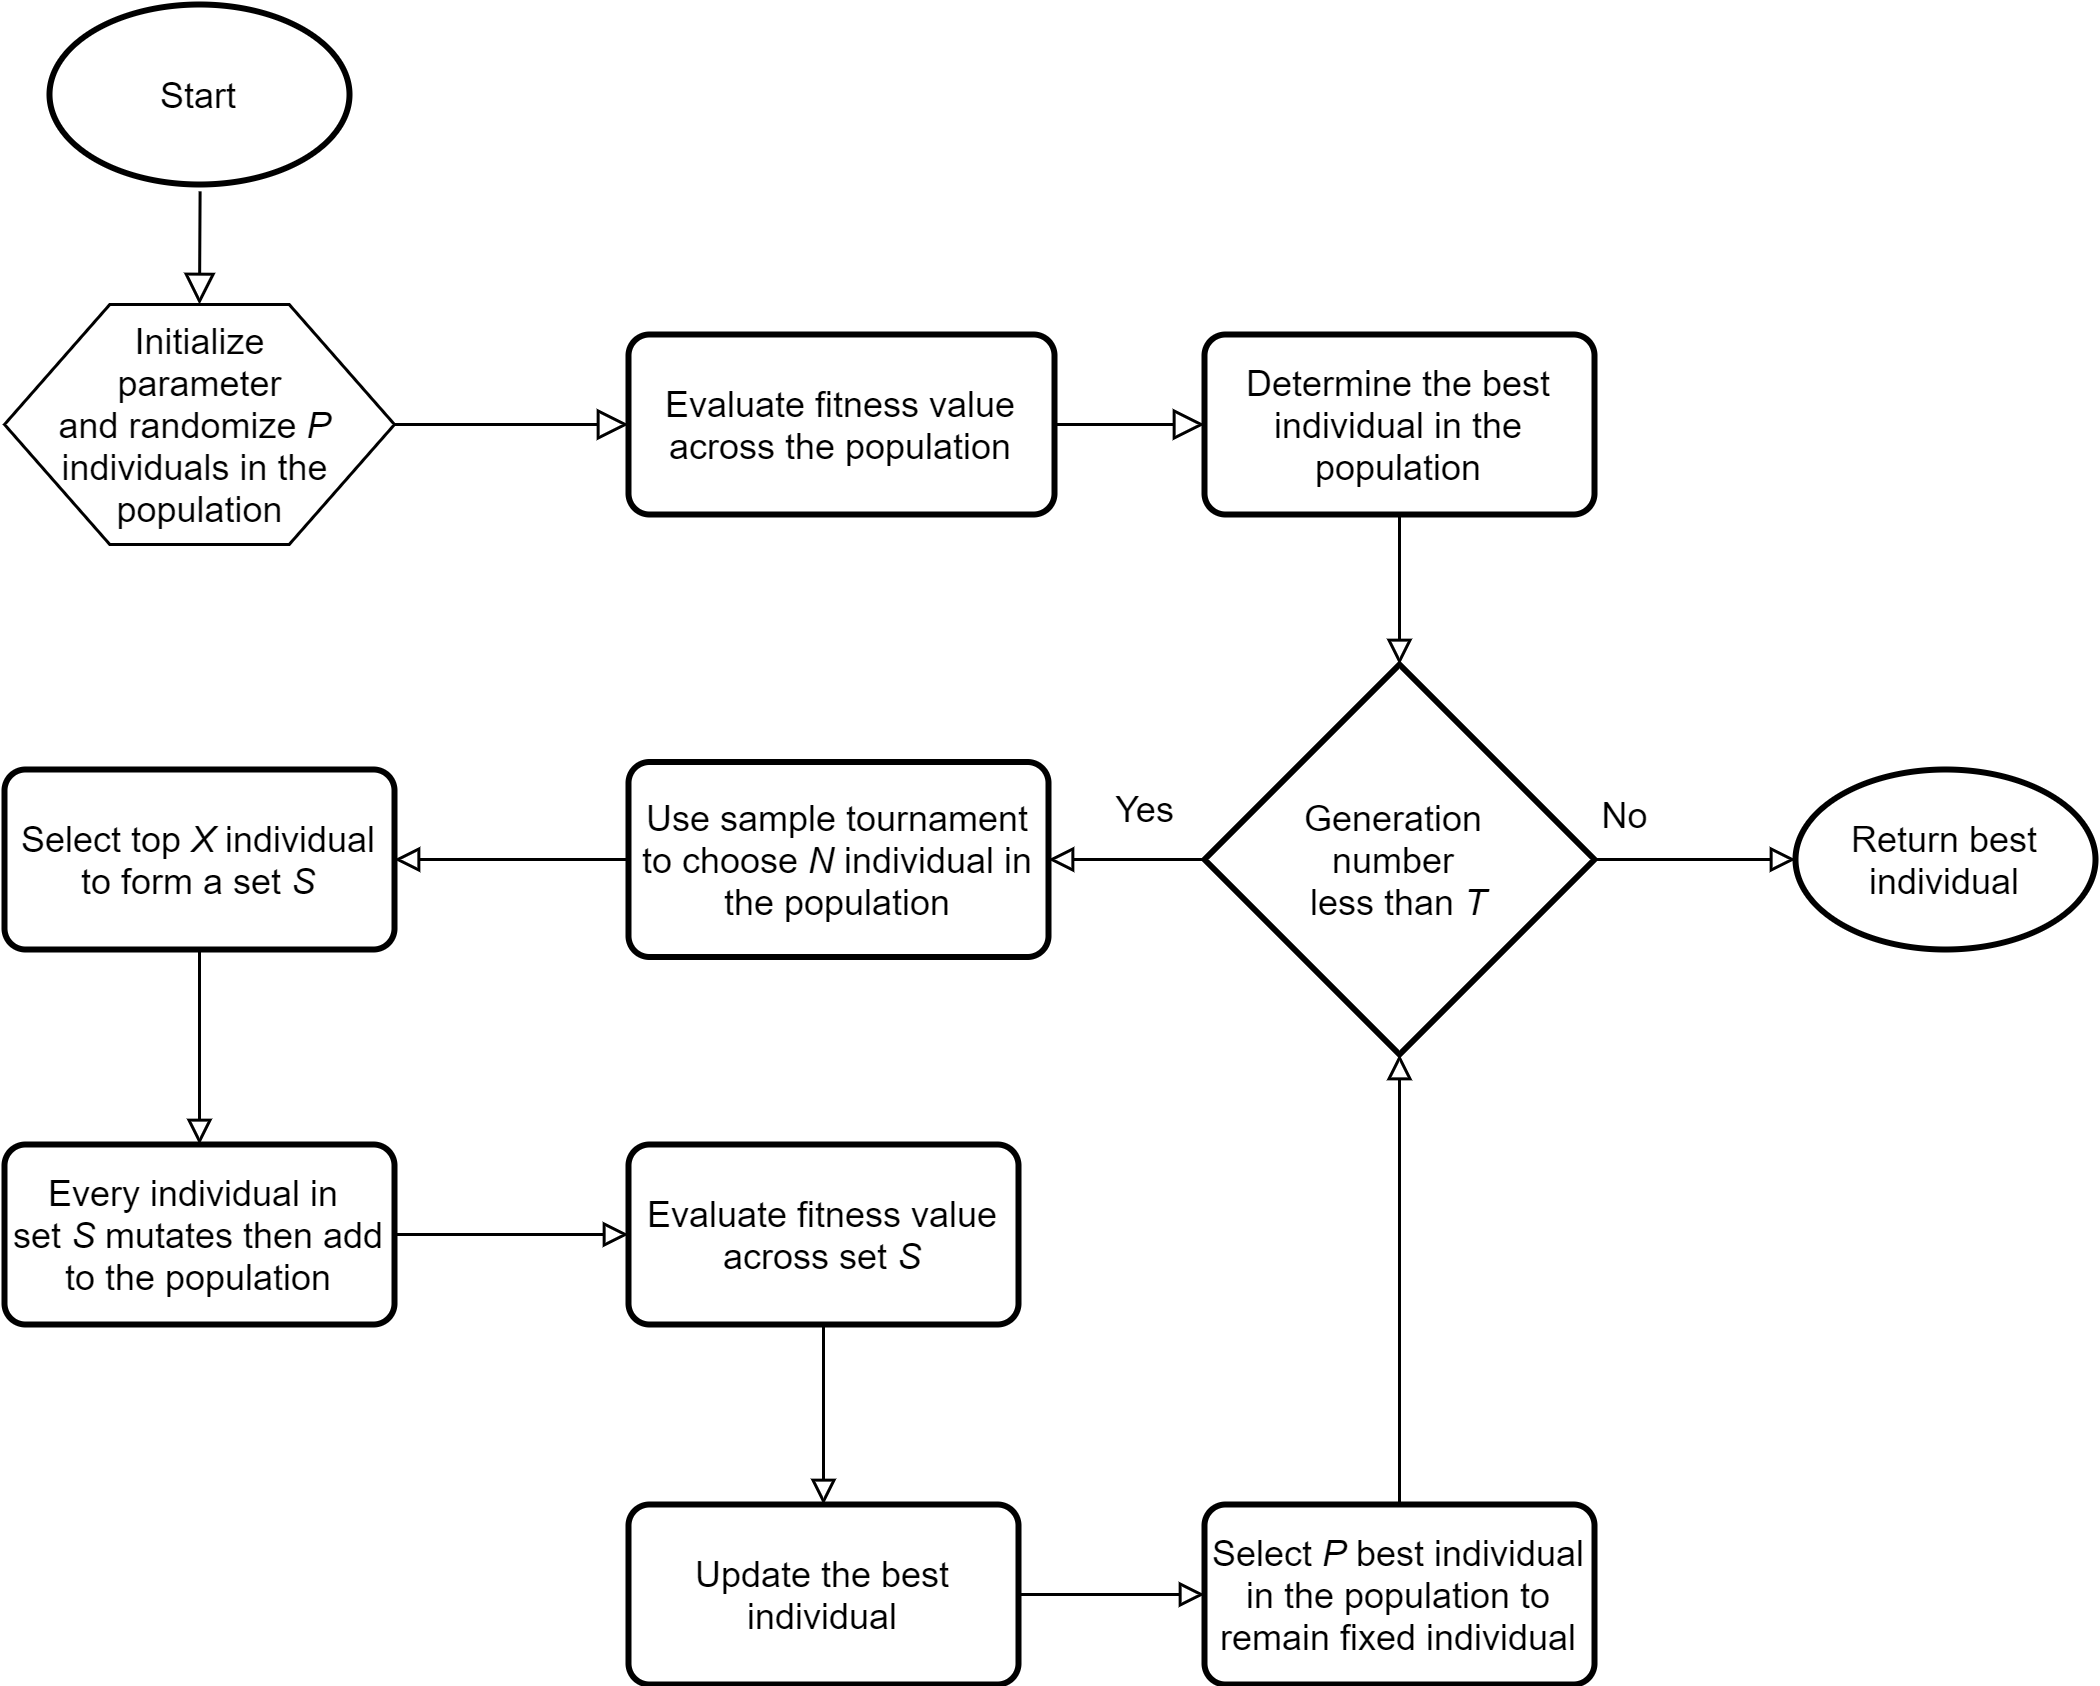 Start
Initialize
parameter
and randomize P
individuals in the
population
Evaluate fitness value
across the population
Determine the best
individual in the
population
Generation
number
less than T
Yes
No
Return best
individual
Use sample tournament
to choose N individual in
the population
Select top X individual
to form a set S
Every individual in
set S mutates then add
to the population
Evaluate fitness value
across set S
Update the best
individual
Select P best individual
in the population to
remain fixed individual